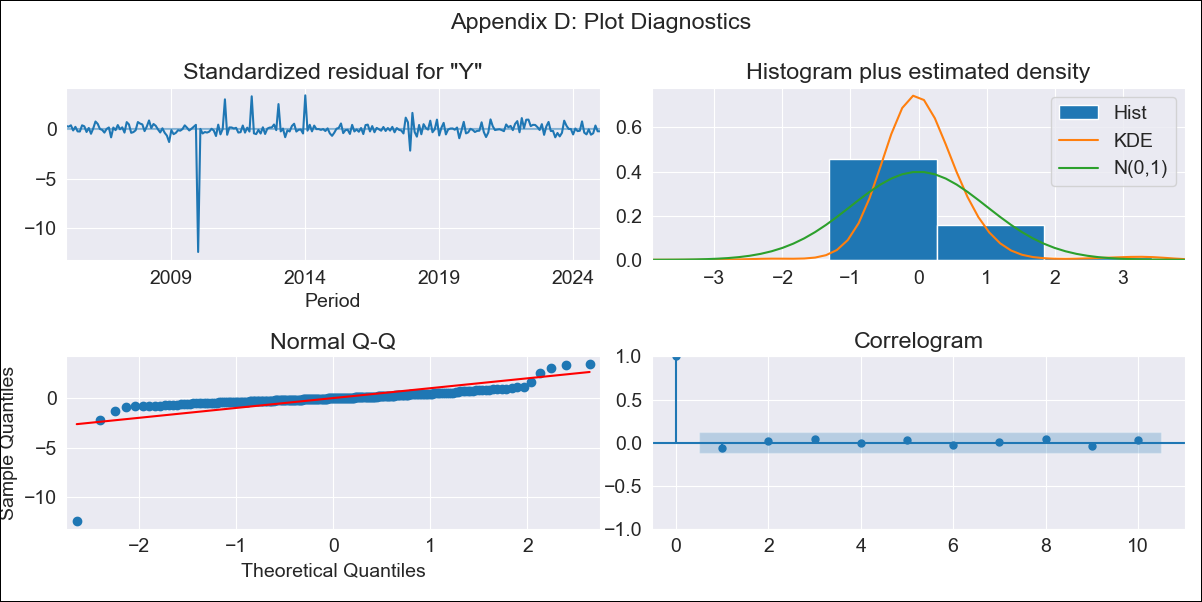 Appendix D: Plot Diagnostics
Standardized residual for "Y"
0
−5
−10
2009 2014 2019 2024
Period
Histogram plus estimated density
Hist
KDE
N(0,1)
0.6
0.4
0.2
0.0
−3 −2 −1 0 1 2 3
Normal Q-Q
Sample Quantiles
0
−5
−10
−2 −1 0 1 2
Theoretical Quantiles
Correlogram
1.0
0.5
0.0
−0.5
−1.0
0 2 4 6 8 10